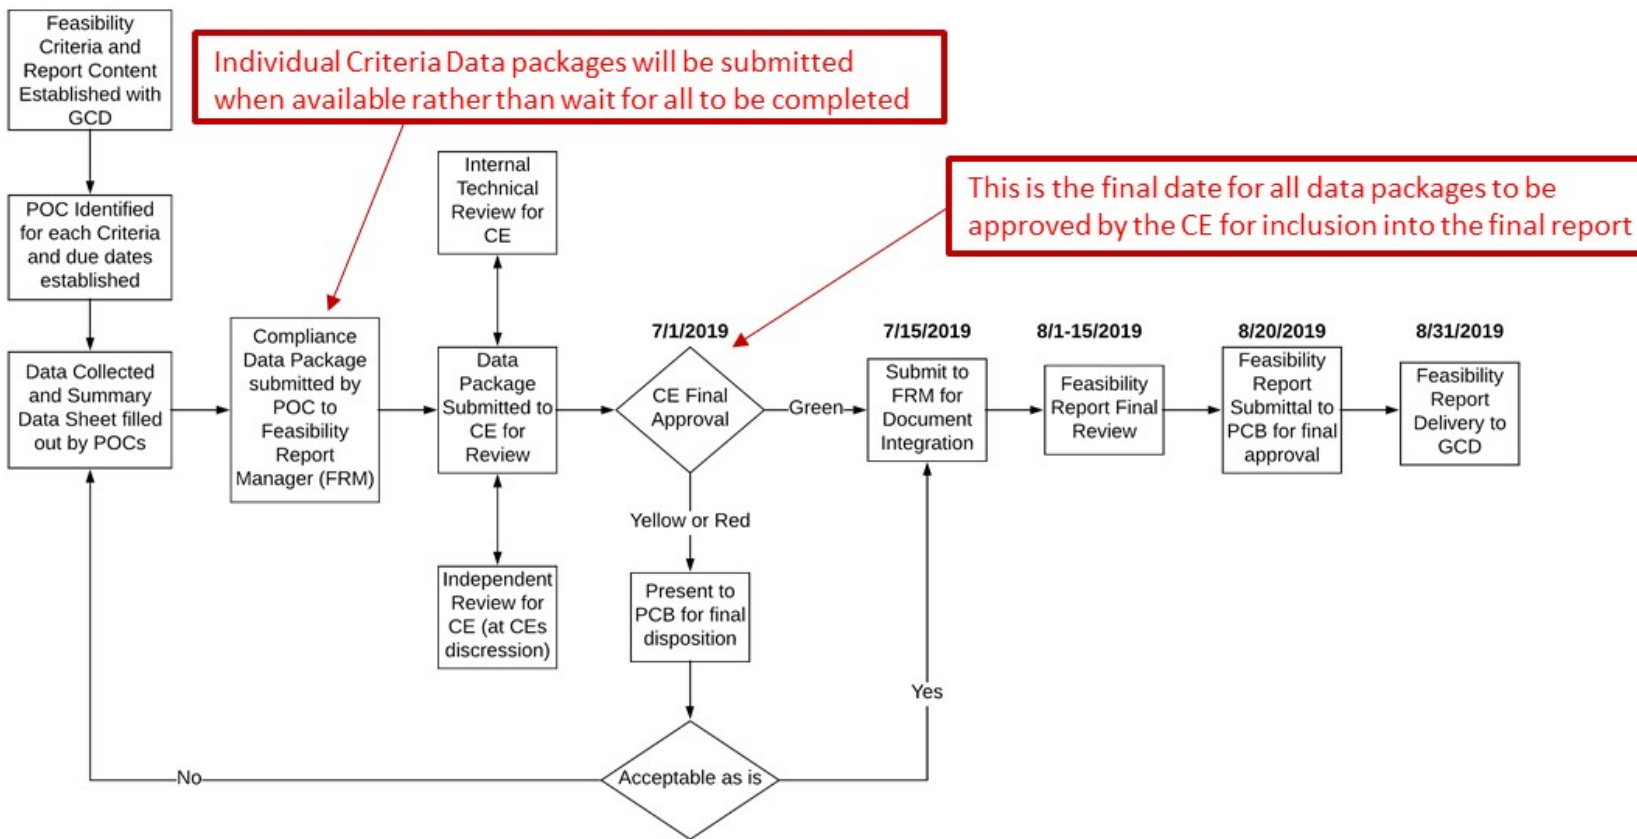 Feasibility
Criteria and
Report Content
Established with
GCD
Individual Criteria Data packages will be submitted
when available rather than wait for all to be completed
POC Identified
for each Criteria
and due dates
established
Internal
Technical
Review for
CE
This is the final date for all data packages to be
approved by the CE for inclusion into the final report
Data Collected
and Summary
Data Sheet filled
out by POCs
Compliance
Data Package
submitted by
POC to
Feasibility
Report
Manager (FRM)
Data
Package
Submitted to
CE for
Review
7/1/2019
CE Final
Approval
Green
7/15/2019
Submit to
FRM for
Document
Integration
8/1-15/2019
Feasibility
Report Final
Review
8/20/2019
Feasibility
Report
Submittal to
PCB for final
approval
8/31/2019
Feasibility
Report
Delivery to
GCD
Yellow or Red
Independent
Review for
CE (at CEs
discression)
Present to
PCB for final
disposition
Yes
No
Acceptable as is